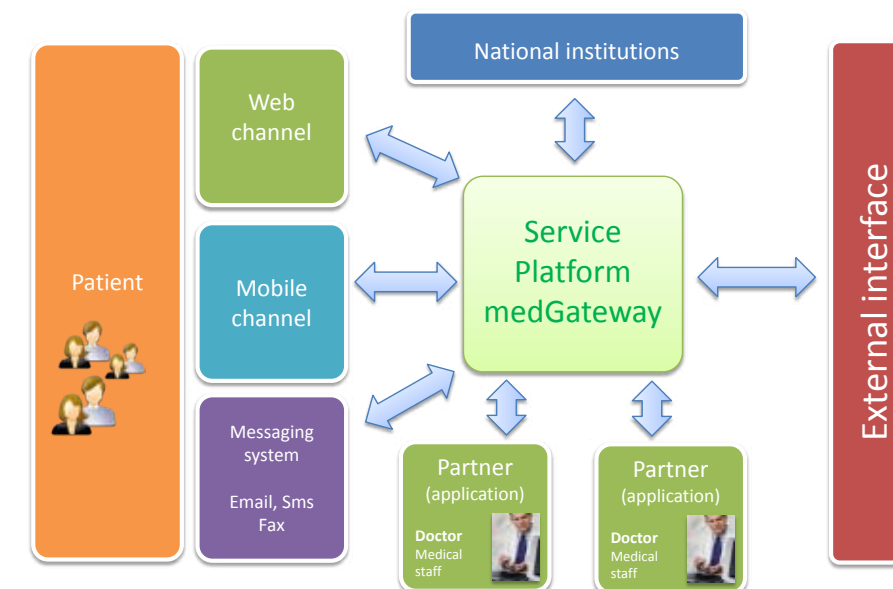 National institutions
Web
channel
Patient
Mobile
channel
Messaging
system
Email, Sms
Fax
Service
Platform
medGateway
Partner
(application)
Doctor
Medical
staff
Partner
(application)
Doctor
Medical
staff
External interface